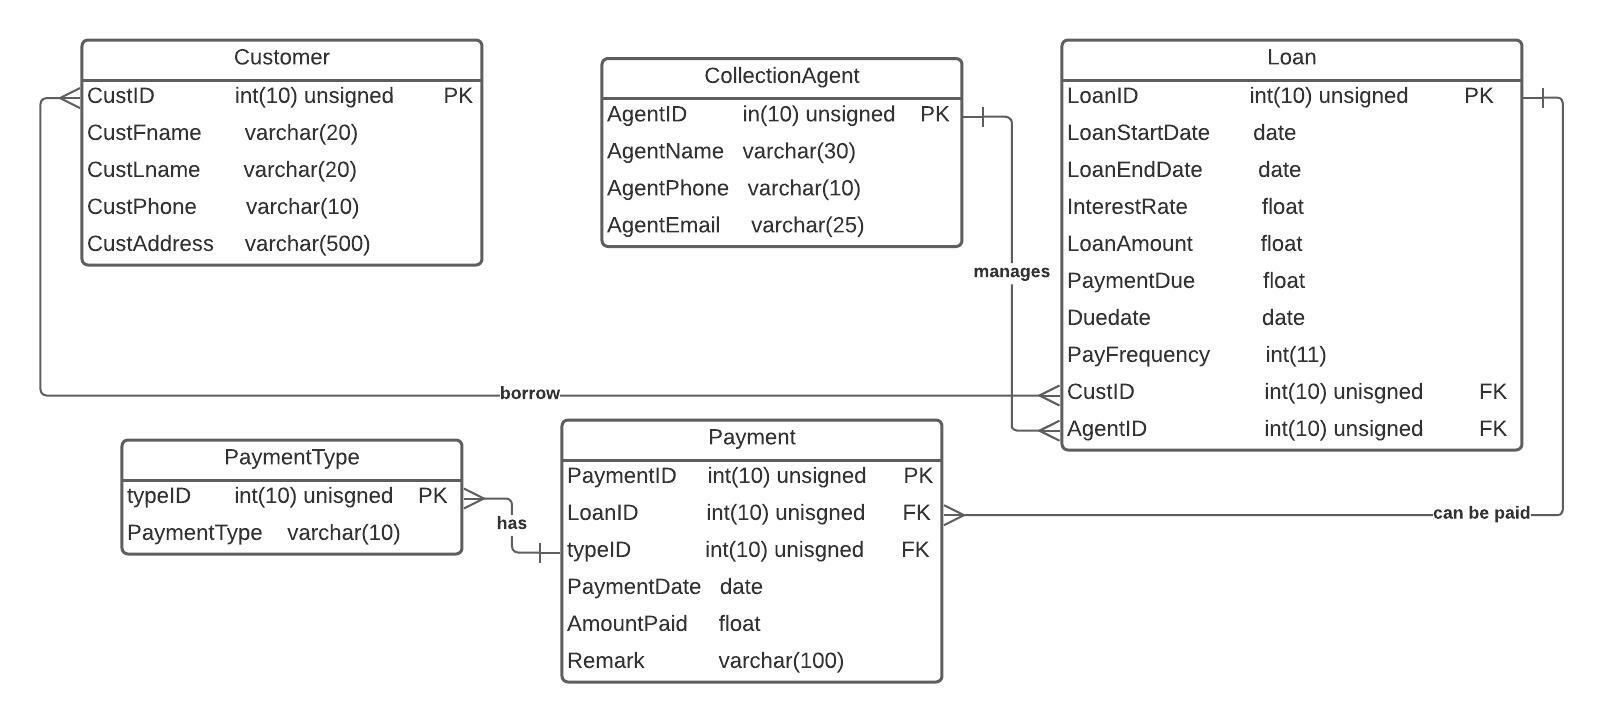 Customer
CustID int(10) unsigned PK
CustFname varchar(20)
CustLname varchar(20)
CustPhone varchar(10)
CustAddress varchar(500)
CollectionAgent
AgentID in(10) unsigned PK
AgentName varchar(30)
AgentPhone varchar(10)
AgentEmail varchar(25)
Loan
LoanID int(10) unsigned PK
LoanStartDate date
LoanEndDate date
InterestRate float
LoanAmount float
PaymentDue float
Duedate date
PayFrequency int(11)
CustID int(10) unisgned FK
AgentID int(10) unsigned FK
manages
borrow
PaymentType
typeID int(10) unisgned PK
PaymentType varchar(10)
has
Payment
PaymentID int(10) unsigned PK
LoanID int(10) unisgned FK
typeID int(10) unisgned FK
PaymentDate date
AmountPaid float
Remark varchar(100)
can be paid